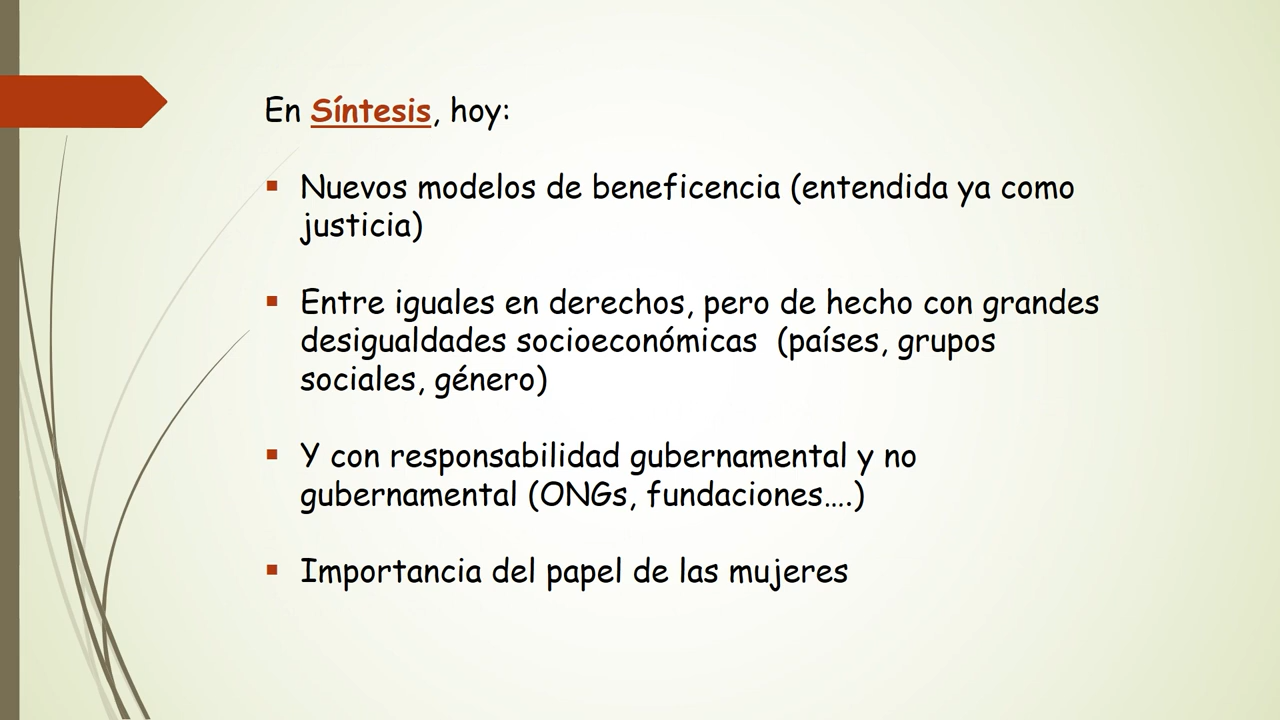 En Síntesis, hoy:
▪ Nuevos modelos de beneficencia (entendida ya como
justicia)
▪ Entre iguales en derechos, pero de hecho con grandes
desigualdades socioeconómicas (países, grupos
sociales, género)
▪ Y con responsabilidad gubernamental y no
gubernamental (ONGs, fundaciones....)
▪ Importancia del papel de las mujeres